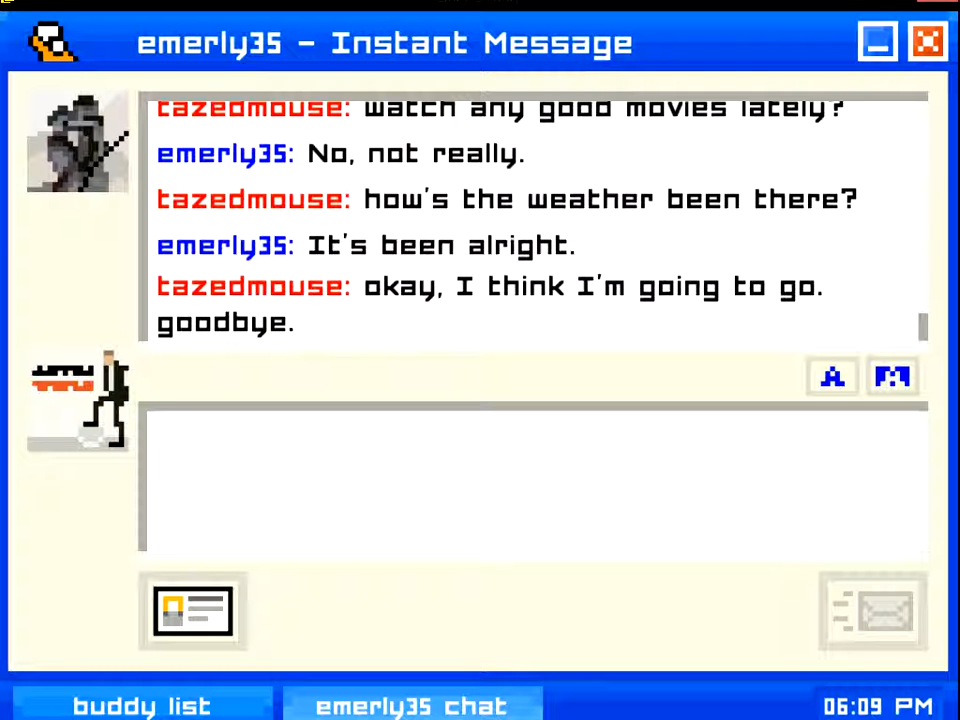 emerly35 - Instant Message
tazedmouse: watch any good movies lately?
emerly35: No, not really.
tazedmouse: how's the weather been there?
emerly35: It's been alright.
tazedmouse: okay, I think I'm going to go.
goodbye.
A
buddy list
emerly35 chat
06:09 PM